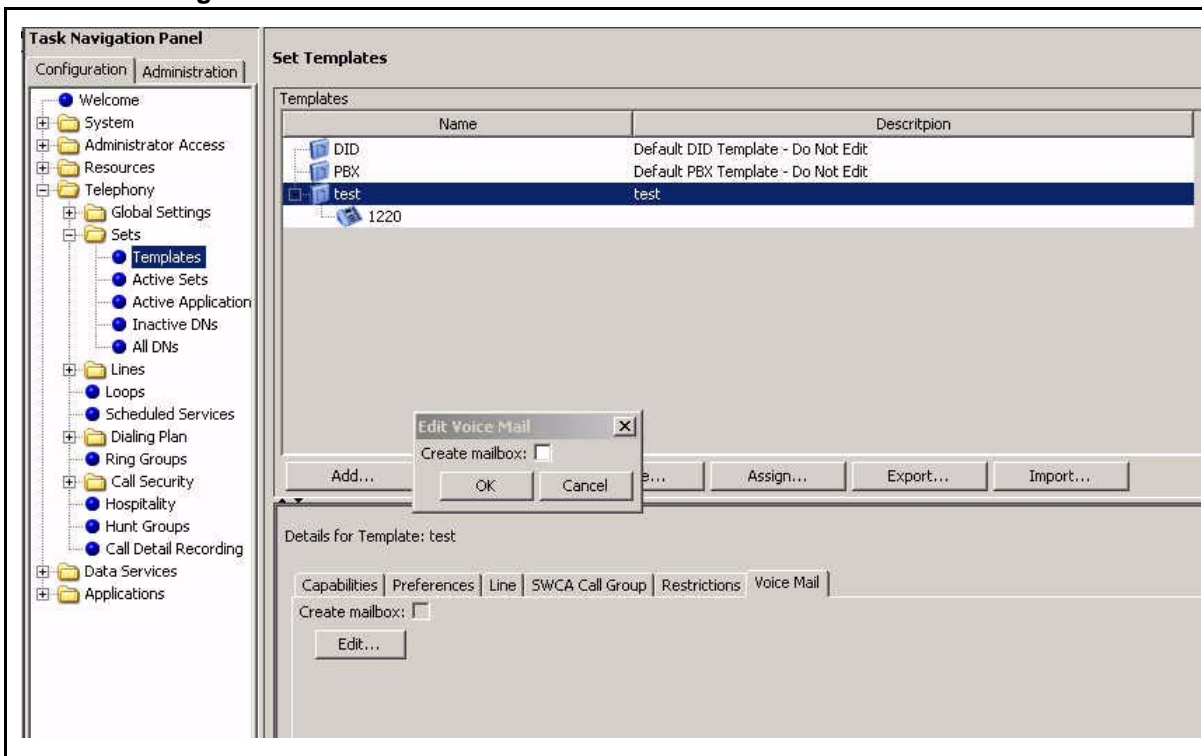 Task Navigation Panel
Configuration
Administration
Welcome
System
Administrator Access
Resources
Telephony
Global Settings
Sets
Templates
Active Sets
Active Application
Inactive DNs
All DNs
Lines
Loops
Scheduled Services
Dialing Plan
Ring Groups
Call Security
Hospitality
Hunt Groups
Call Detail Recording
Data Services
Applications
Set Templates
Templates
Name Descritpion
DID Default DID Template - Do Not Edit
PBX Default PBX Template - Do Not Edit
test test
1220
Edit Voice Mail
Create mailbox:
OK Cancel
Add... e... Assign... Export... Import...
Details for Template: test
Capabilities Preferences Line SWCA Call Group Restrictions Voice Mail
Create mailbox:
Edit...